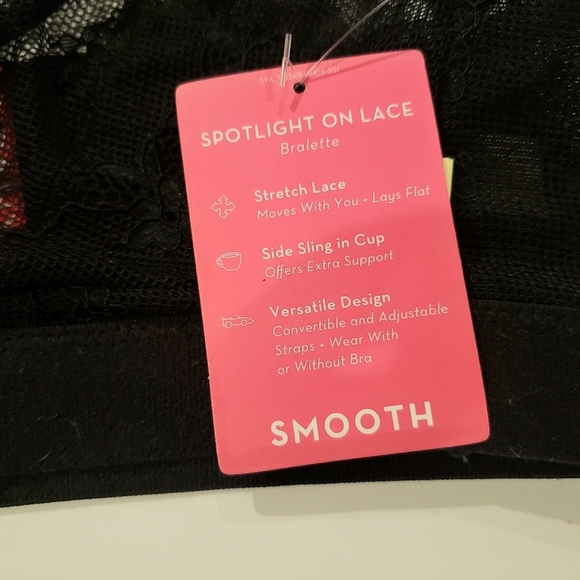 SPOTLIGHT ON LACE
Bralette
Stretch Lace
Moves With You + Lays Flat
Side Sling in Cup
Offers Extra Support
Versatile Design
Convertible and Adjustable
Straps + Wear With
or Without Bra
SMOOTH